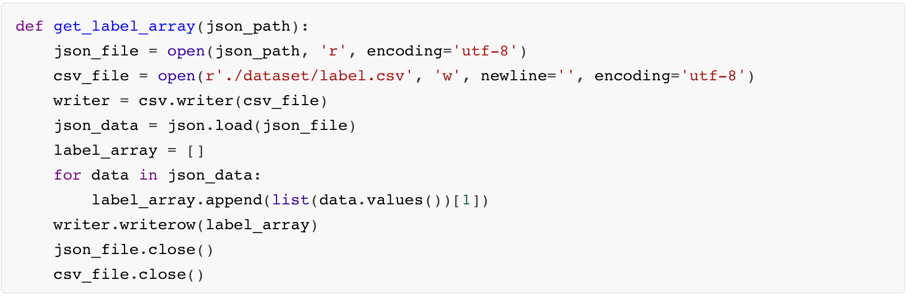 def get_label_array(json_path):
    json_file = open(json_path, 'r', encoding='utf-8')
    csv_file = open(r'./dataset/label.csv', 'w', newline='', encoding='utf-8')
    writer = csv.writer(csv_file)
    json_data = json.load(json_file)
    label_array = []
    for data in json_data:
        label_array.append(list(data.values())[1])
    writer.writerow(label_array)
    json_file.close()
    csv_file.close()